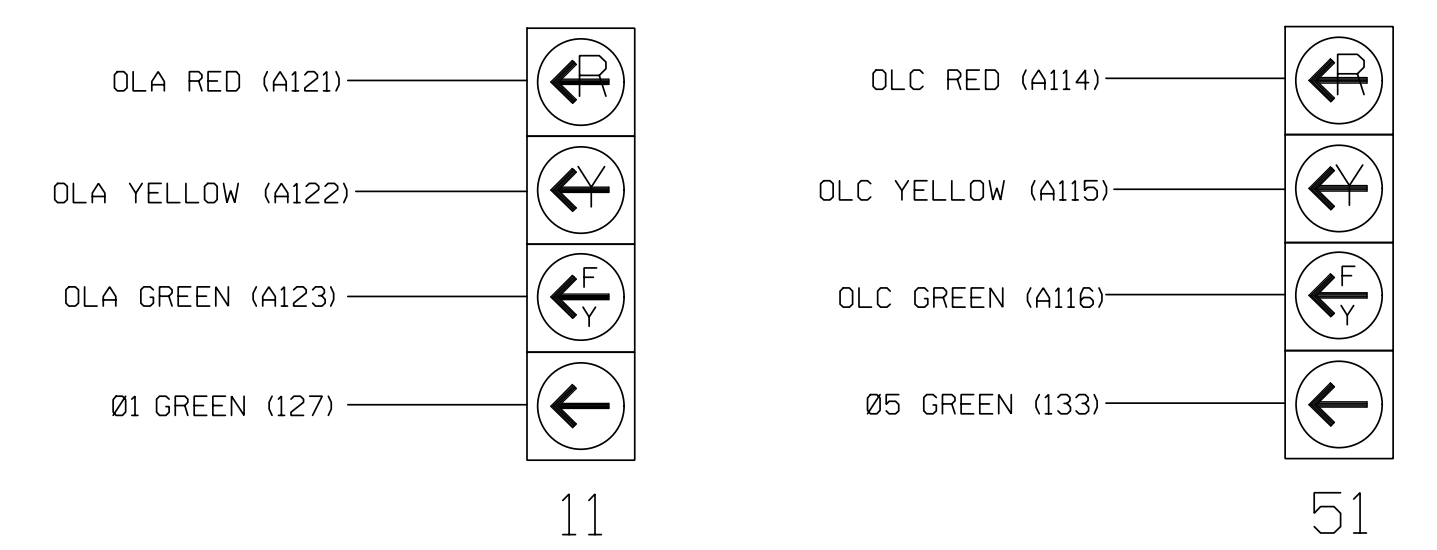 OLA RED (A121)
R
OLA YELLOW (A122)
Y
OLA GREEN (A123)
F
Y
Ø1 GREEN (127)
11
OLC RED (A114)
R
OLC YELLOW (A115)
Y
OLC GREEN (A116)
F
Y
Ø5 GREEN (133)
51